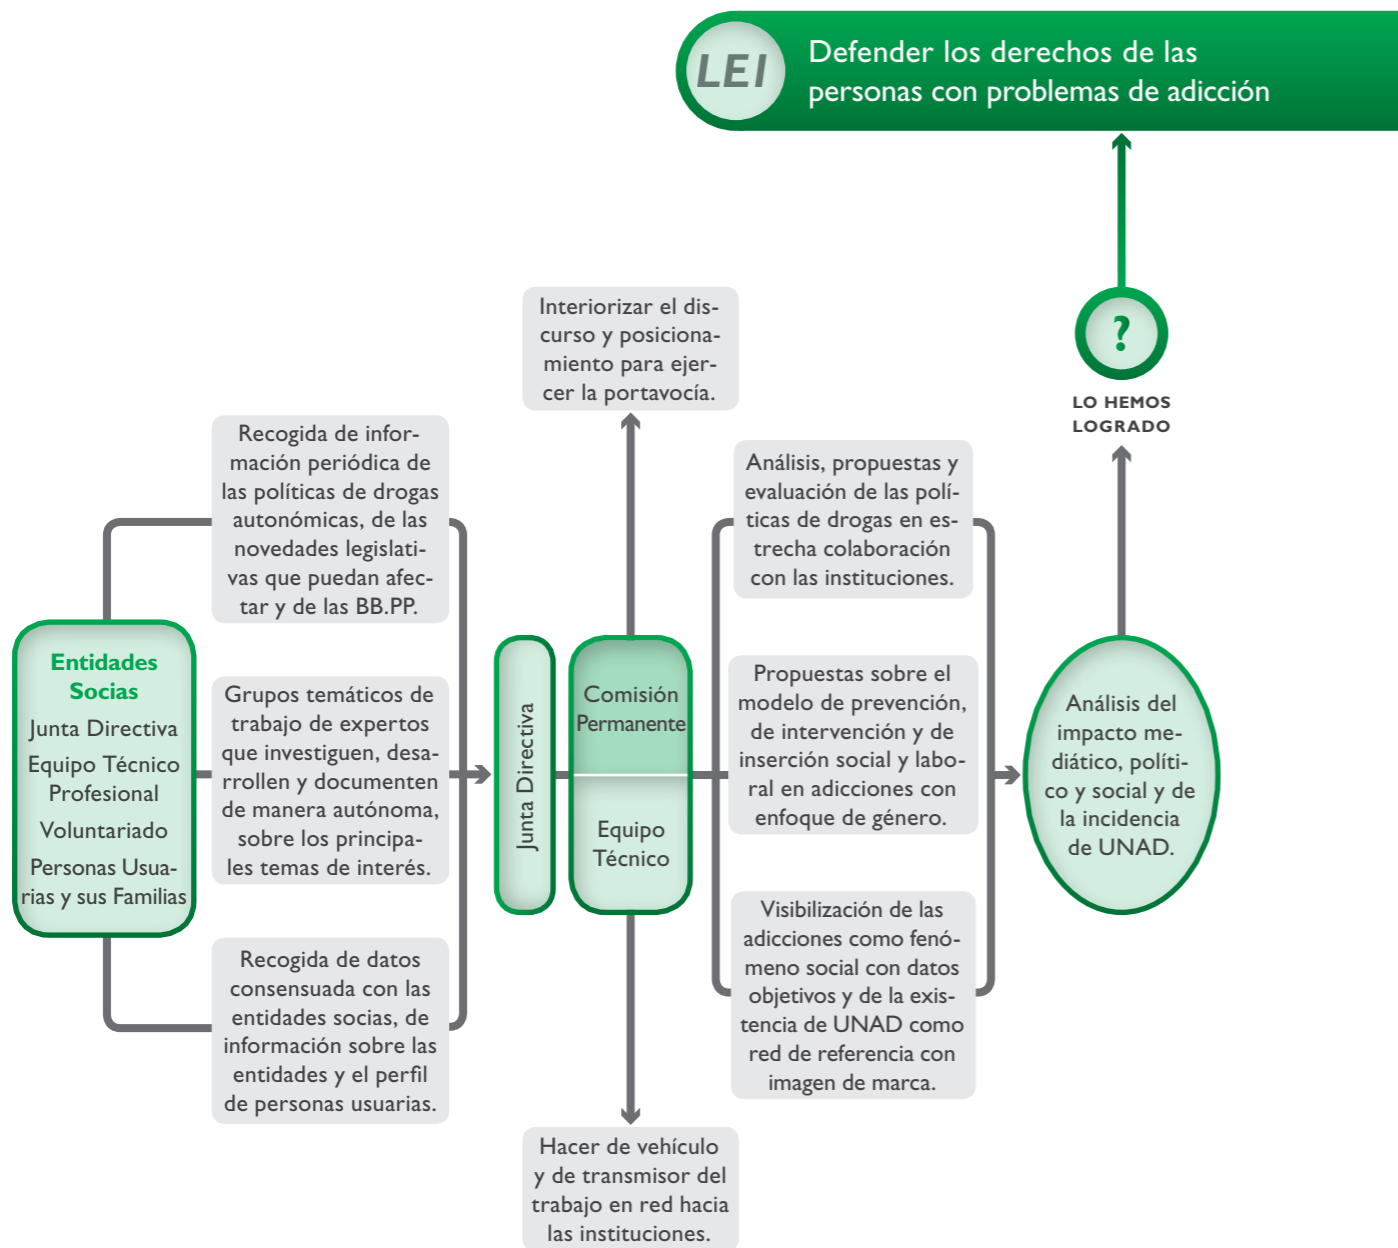 LE1
Defender los derechos de las
personas con problemas de adicción
?
LO HEMOS
LOGRADO
Interiorizar el dis-
curso y posiciona-
miento para ejer-
cer la portavocía.
Recogida de infor-
mación periódica de
las políticas de drogas
autonómicas, de las
novedades legislati-
vas que puedan afec-
tar y de las BB.PP.
Análisis, propuestas y
evaluación de las polí-
ticas de drogas en es-
trecha colaboración
con las instituciones.
Entidades
Socias
Junta Directiva
Equipo Técnico
Profesional
Voluntariado
Personas Usua-
rias y sus Familias
Grupos temáticos de
trabajo de expertos
que investiguen, desa-
rrollen y documenten
de manera autónoma,
sobre los principa-
les temas de interés.
Junta Directiva
Comisión
Permanente
Equipo
Técnico
Propuestas sobre el
modelo de prevención,
de intervención y de
inserción social y labo-
ral en adicciones con
enfoque de género.
Análisis del
impacto me-
diático, políti-
co y social y de
la incidencia
de UNAD.
Recogida de datos
consensuada con las
entidades socias, de
información sobre las
entidades y el perfil
de personas usuarias.
Visibilización de las
adicciones como fenó-
meno social con datos
objetivos y de la exis-
tencia de UNAD como
red de referencia con
imagen de marca.
Hacer de vehículo
y de transmisor del
trabajo en red hacia
las instituciones.